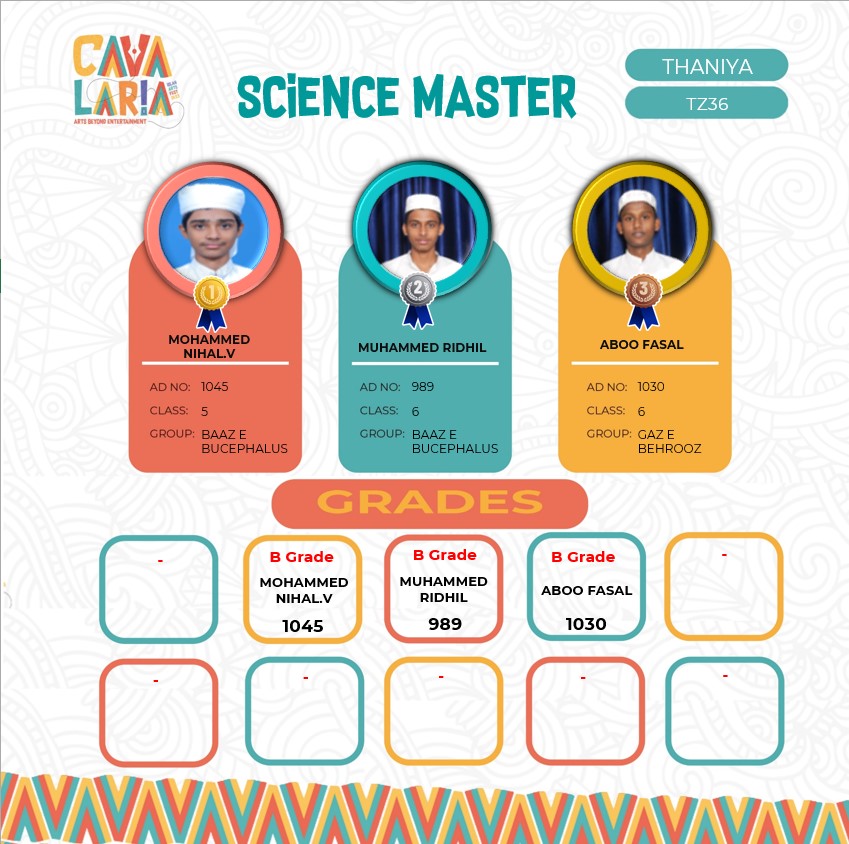 CAVA
LARIA
ARTS BEYOND ENTERTAINMENT
SCiENCE MASTER
THANIYA
TZ36
1
2
3
MOHAMMED
NIHAL.V
AD NO: 1045
CLASS: 5
GROUP: BAAZ E
BUCEPHALUS
MUHAMMED RIDHIL
AD NO: 989
CLASS: 6
GROUP: BAAZ E
BUCEPHALUS
ABOO FASAL
AD NO: 1030
CLASS: 6
GROUP: GAZ E
BEHROOZ
GRADES
-
B Grade
MOHAMMED
NIHAL.V
1045
B Grade
MUHAMMED
RIDHIL
989
B Grade
ABOO FASAL
1030
-
-
-
-
-
-